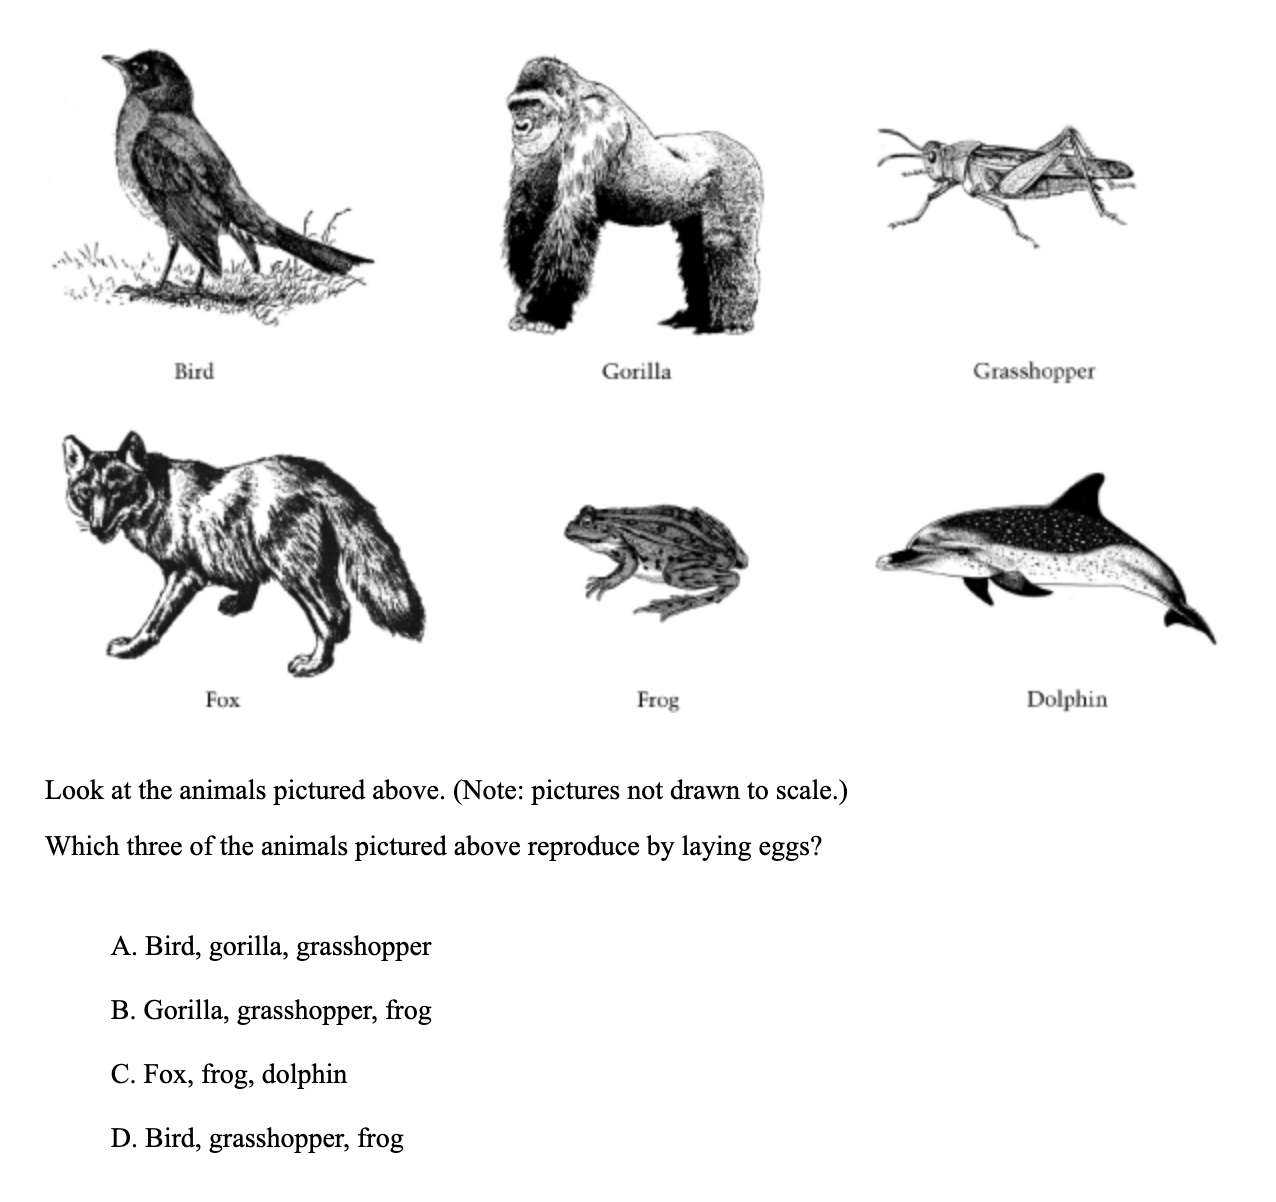 Bird
Gorilla
Grasshopper
Fox
Frog
Dolphin
Look at the animals pictured above. (Note: pictures not drawn to scale.)
Which three of the animals pictured above reproduce by laying eggs?
A. Bird, gorilla, grasshopper
B. Gorilla, grasshopper, frog
C. Fox, frog, dolphin
D. Bird, grasshopper, frog